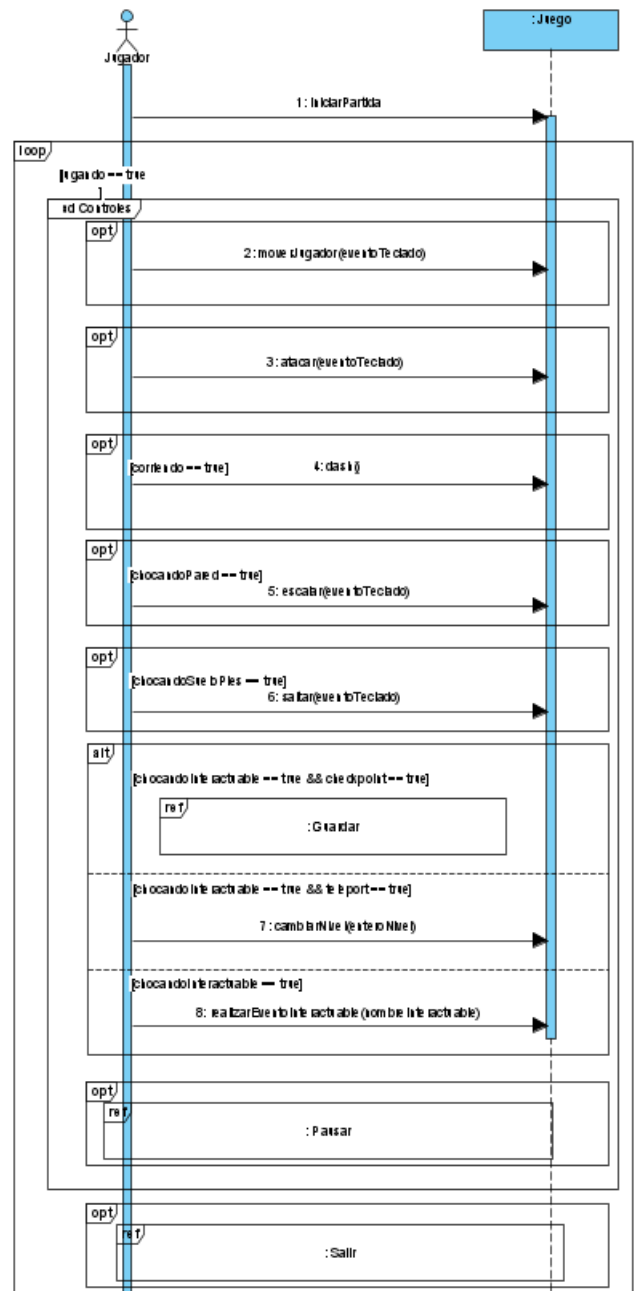 : Juego
Jugador
1: IniciarPartida
loop
[jugando == true
]
sd Controles
opt
2: moverJugador(eventoTeclado)
opt
3: atacar(eventoTeclado)
opt
[corriendo == true]
4: dash()
opt
[chocandoPared == true]
5: escalar(eventoTeclado)
opt
[chocandoSueloPies == true]
6: saltar(eventoTeclado)
alt
[chocandoInteractuable == true && checkpoint == true]
ref
: Guardar
[chocandoInteractuable == true && teleport == true]
7: cambiarNivel(enteroNivel)
[chocandoInteractuable == true]
8: realizarEventoInteractuable(nombreInteractuable)
opt
ref
: Pausar
opt
ref
: Salir